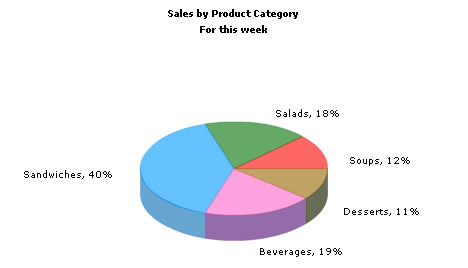 Sales by Product Category
For this week
Salads, 18%
Soups, 12%
Sandwiches, 40%
Desserts, 11%
Beverages, 19%